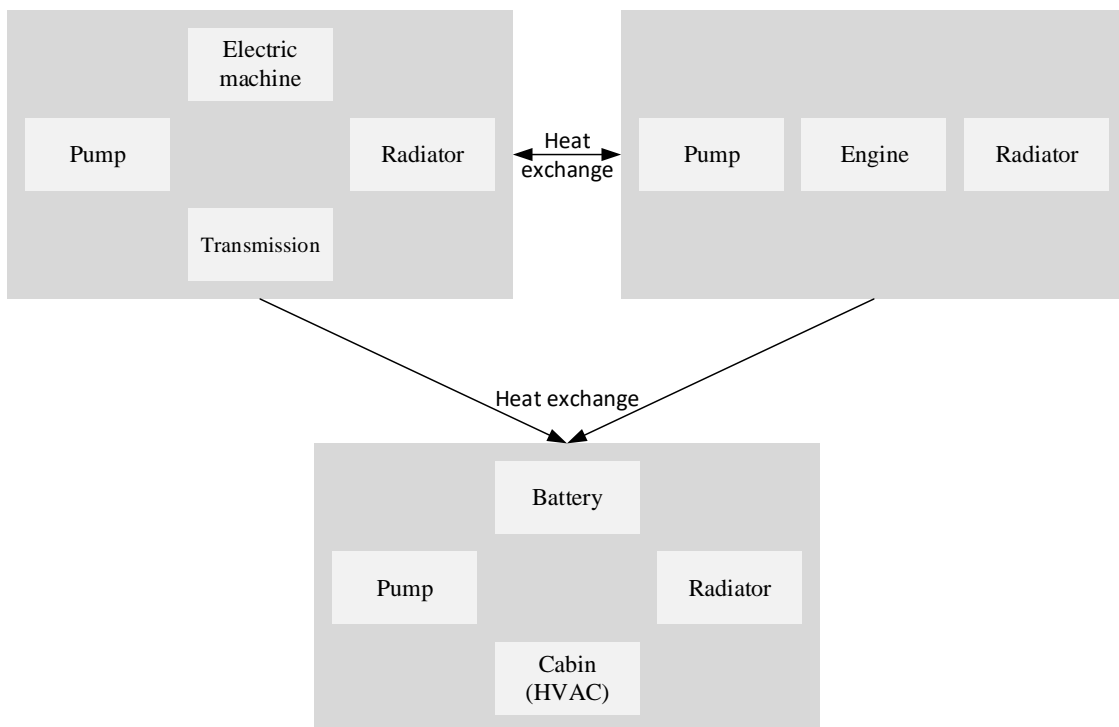 Electric
machine
Pump
Radiator
Transmission
Heat
exchange
Pump
Engine
Radiator
Heat exchange
Battery
Pump
Radiator
Cabin
(HVAC)